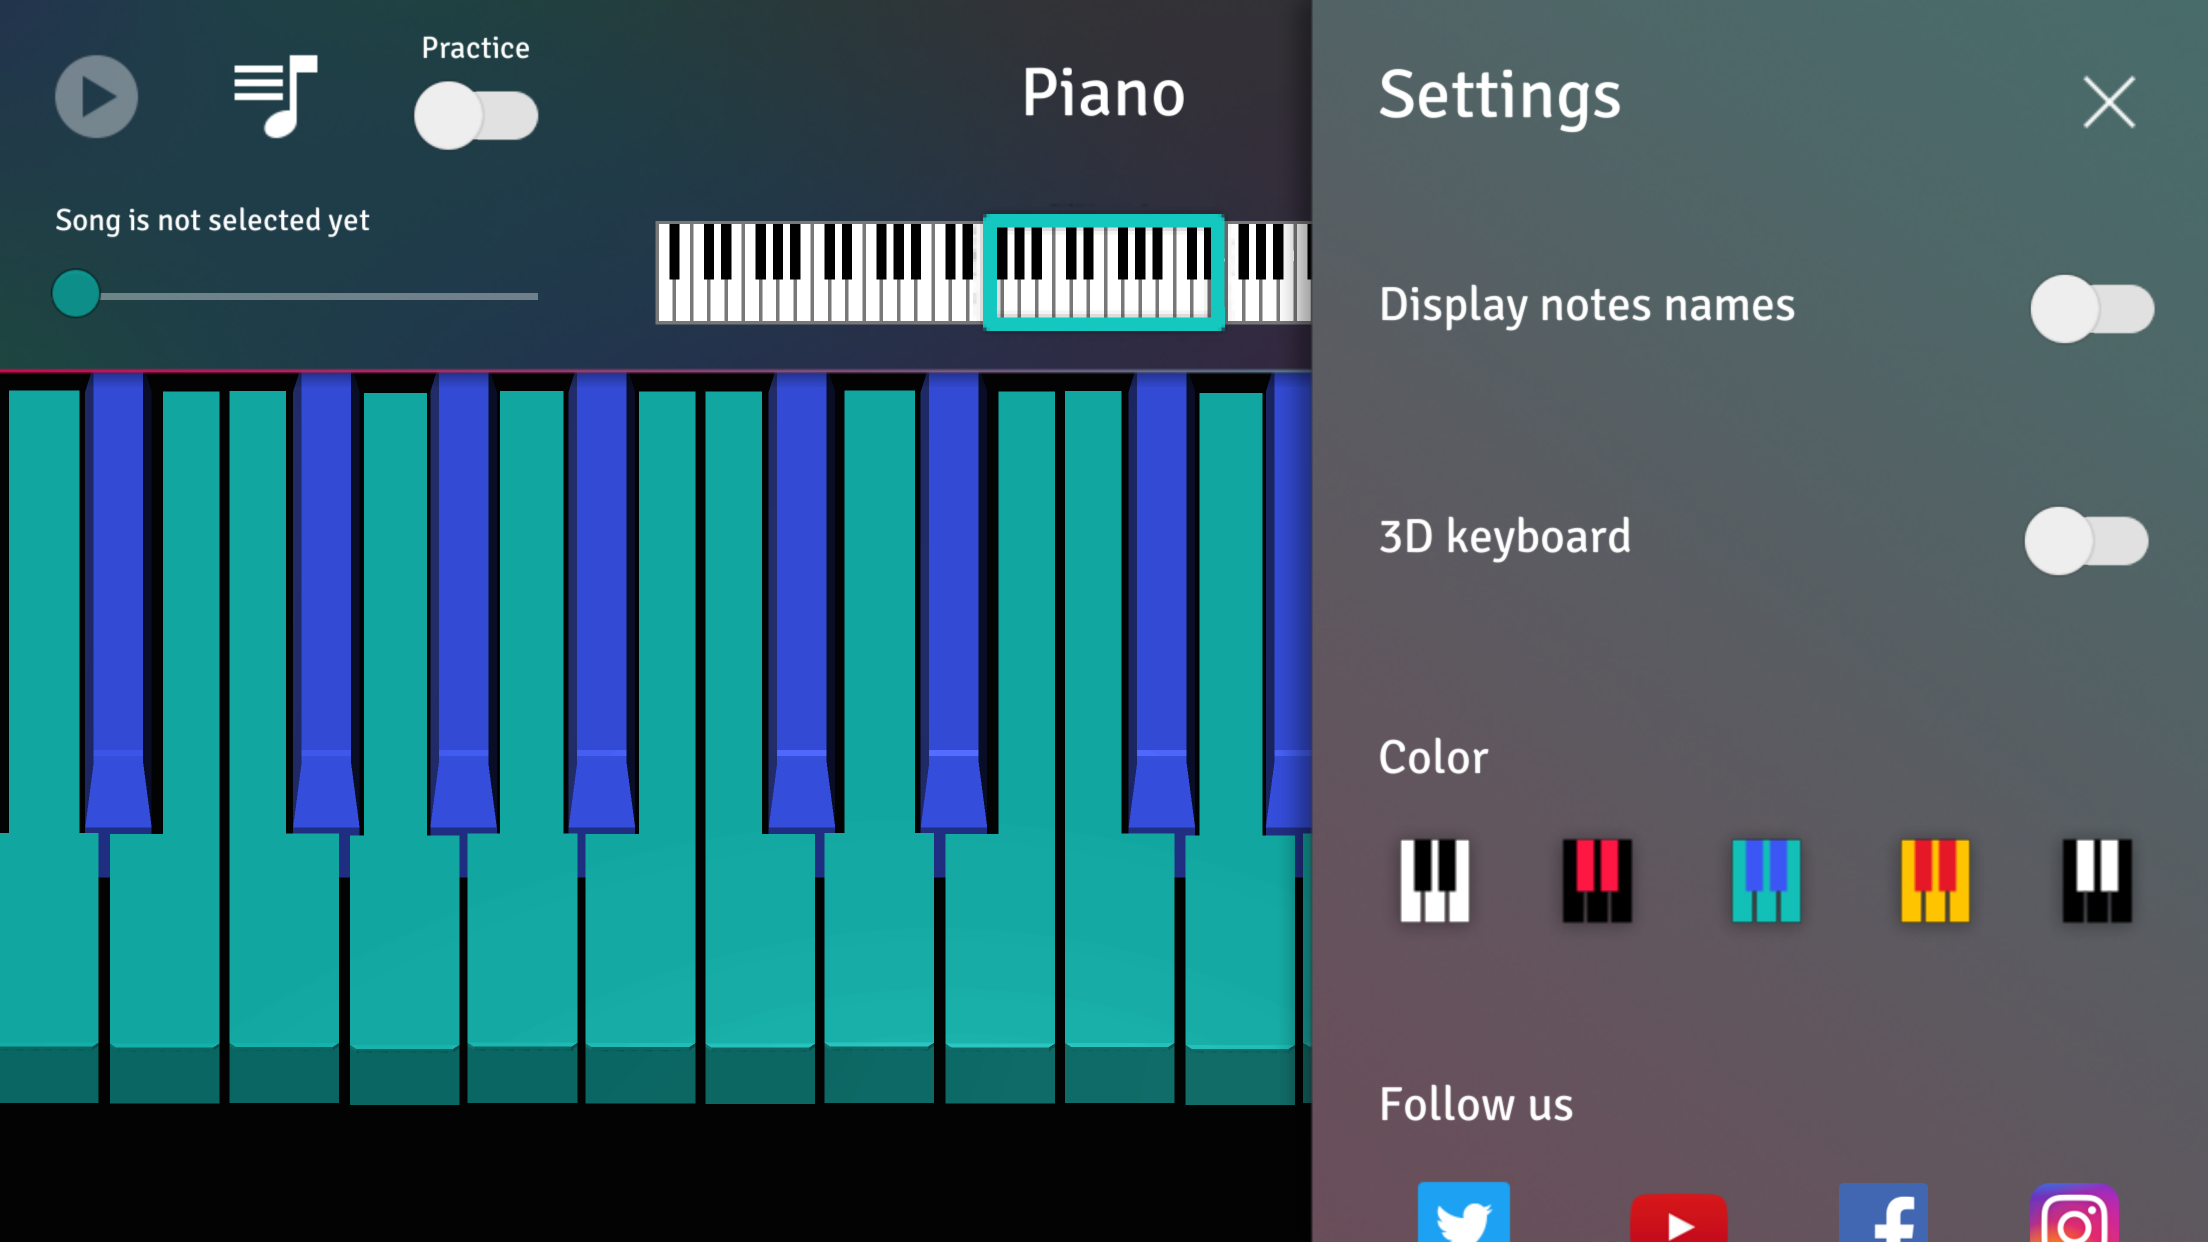 Practice
Piano
Song is not selected yet
Settings
Display notes names
3D keyboard
Color
Follow us